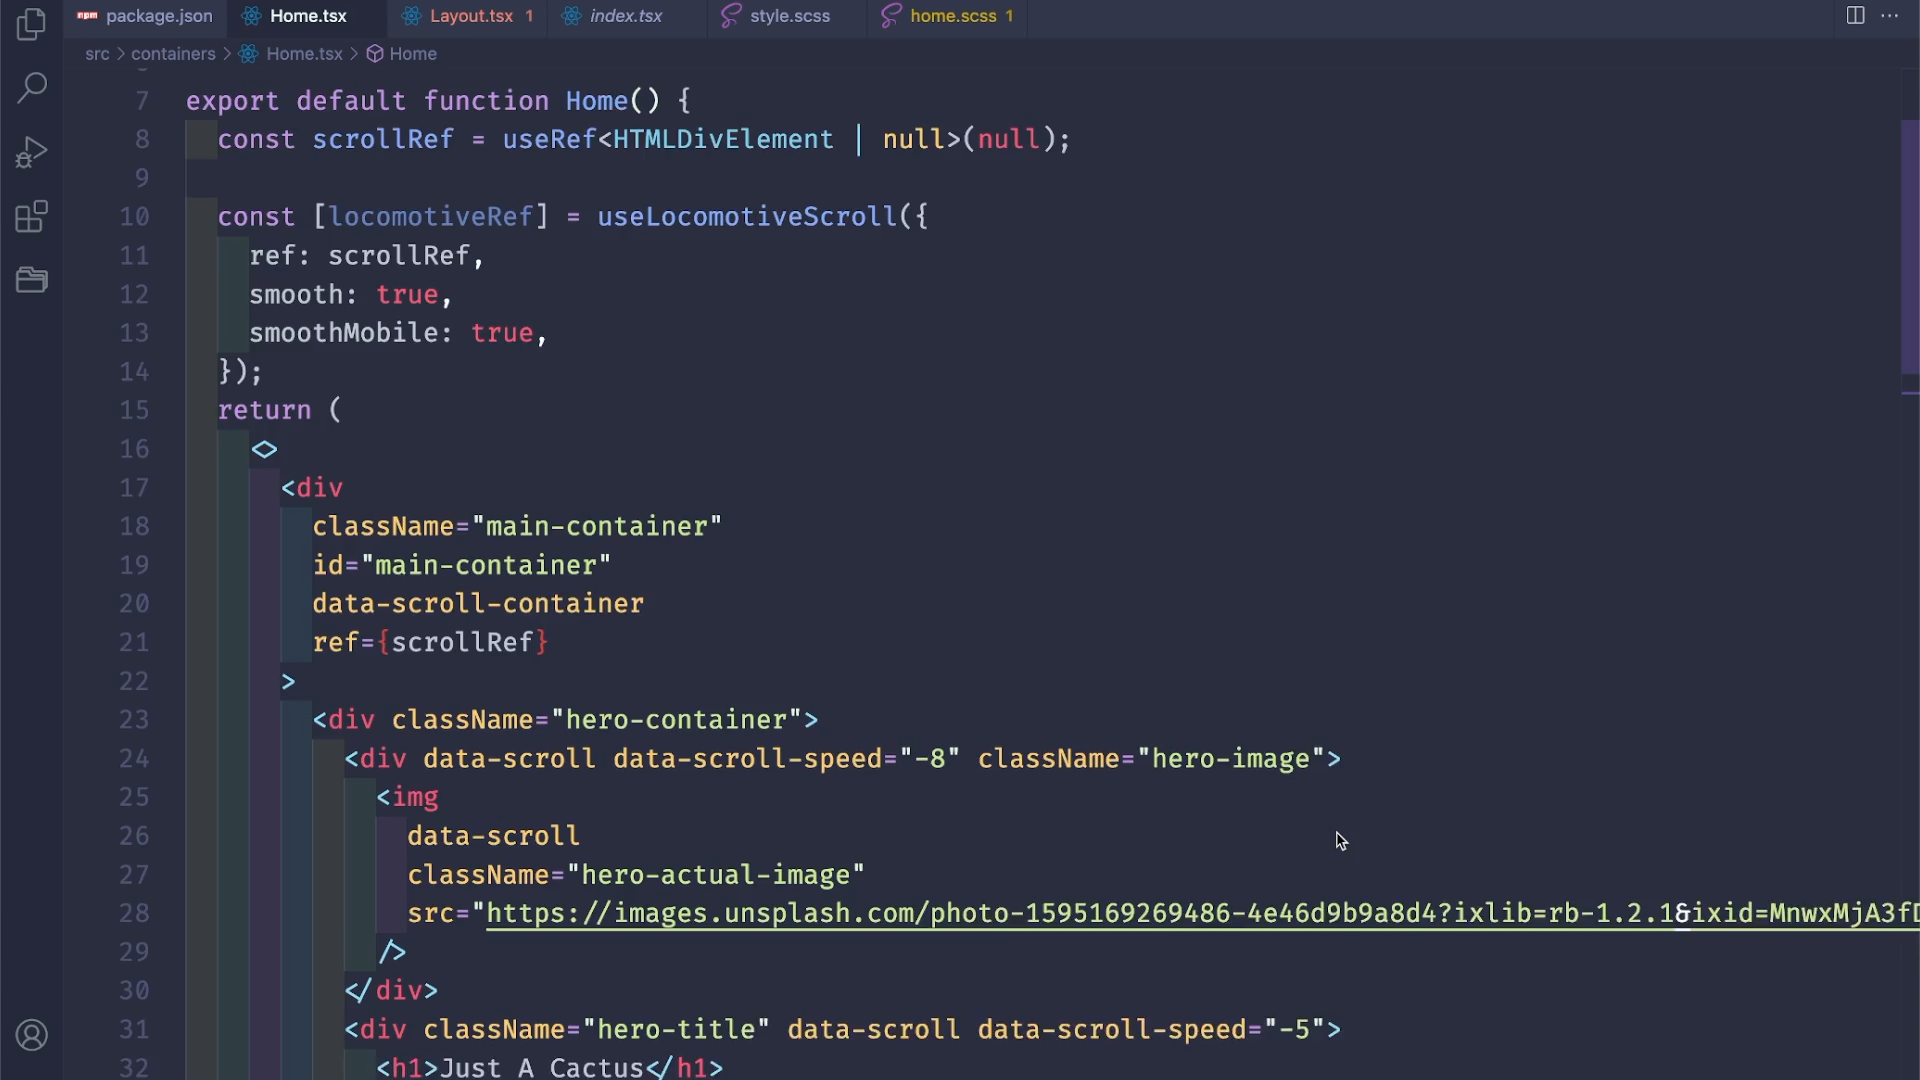 npm package.json Home.tsx Layout.tsx 1 index.tsx style.scss home.scss 1
src > containers > Home.tsx > Home
7 export default function Home() {
8 const scrollRef = useRef<HTMLDivElement | null>(null);
9
10 const [locomotiveRef] = useLocomotiveScroll({
11 ref: scrollRef,
12 smooth: true,
13 smoothMobile: true,
14 });
15 return (
16 <>
17 <div
18 className="main-container"
19 id="main-container"
20 data-scroll-container
21 ref={scrollRef}
22 >
23 <div className="hero-container">
24 <div data-scroll data-scroll-speed="-8" className="hero-image">
25 <img
26 data-scroll
27 className="hero-actual-image"
28 src="https://images.unsplash.com/photo-1595169269486-4e46d9b9a8d4?ixlib=rb-1.2.1&ixid=MnwxMjA3fD
29 />
30 </div>
31 <div className="hero-title" data-scroll data-scroll-speed="-5">
32 <h1>Just A Cactus</h1>